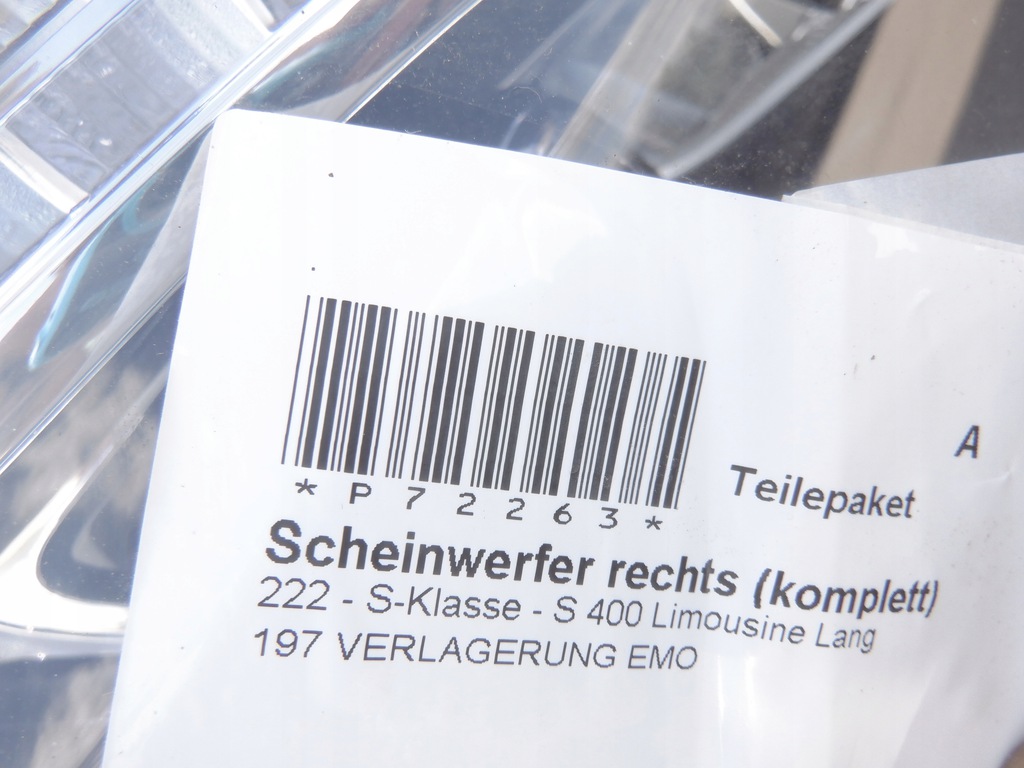 A
Teilepaket
*P72263*
Scheinwerfer rechts (komplett)
222 - S-Klasse - S 400 Limousine Lang
197 VERLAGERUNG EMO